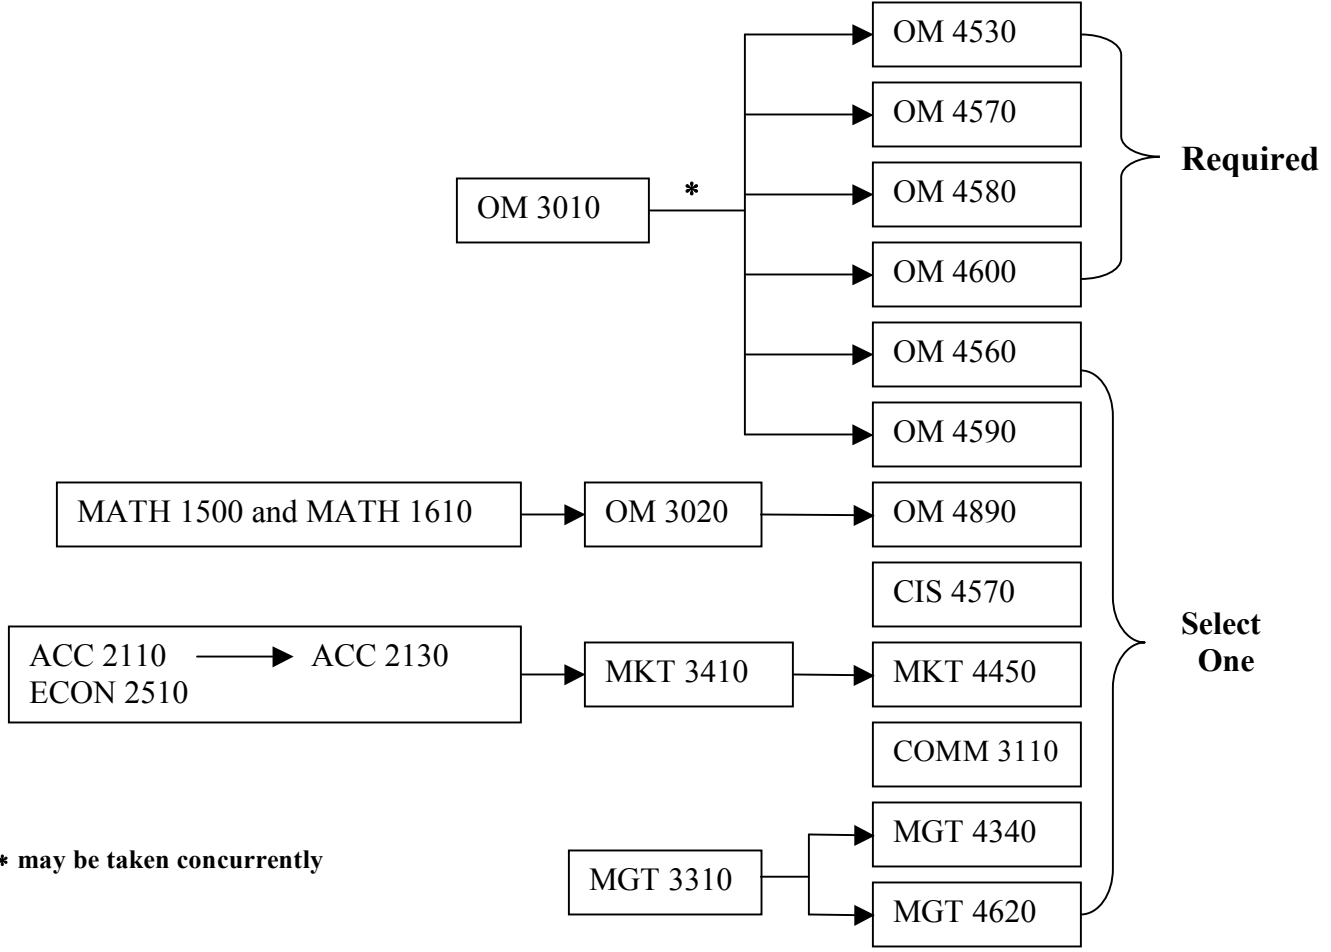 OM 4530
OM 4570
Required
OM 4580
OM 3010
*
OM 4600
OM 4560
OM 4590
MATH 1500 and MATH 1610
OM 3020
OM 4890
CIS 4570
Select
One
ACC 2110
ACC 2130
ECON 2510
MKT 3410
MKT 4450
COMM 3110
MGT 4340
* may be taken concurrently
MGT 3310
MGT 4620